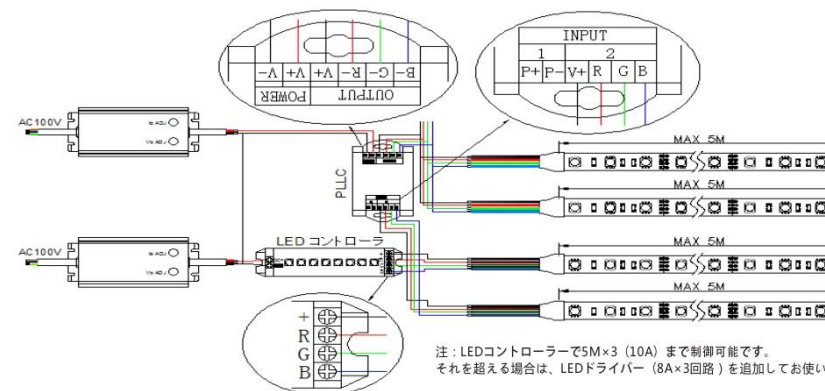 V- V+ V+ R- G- B-
POWER OUTPUT
INPUT
1 2
P+ P- V+ R G B
AC100V
Io ADJ
Vo ADJ
PLLC
MAX 5M
MAX 5M
LEDコントローラ
AC100V
Io ADJ
Vo ADJ
MAX 5M
MAX 5M
+
R
G
B
注：LEDコントローラーで5M×3（10A）まで制御可能です。
それを超える場合は、LEDドライバー（8A×3回路）を追加してお使い